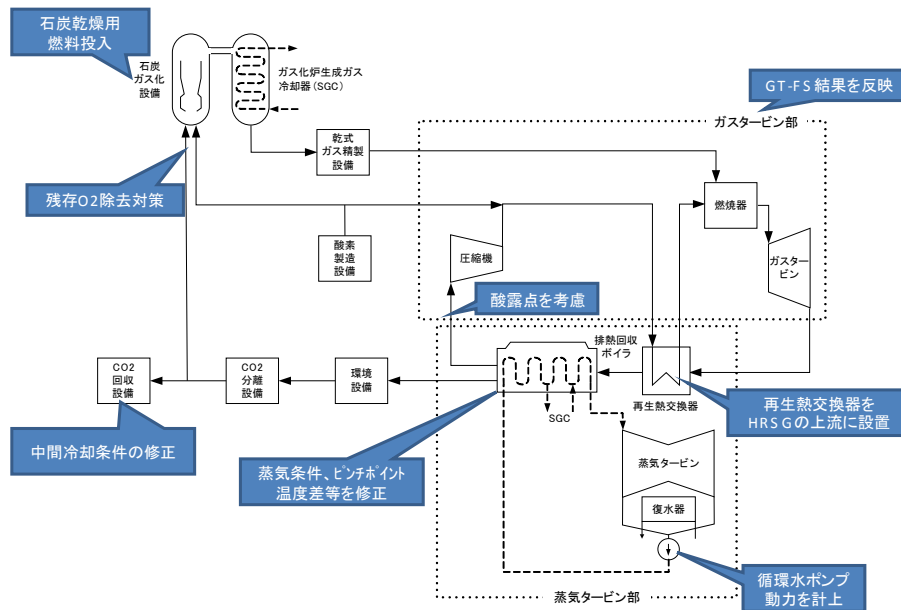 石炭乾燥用
燃料投入
石炭
ガス化
設備
ガス化炉生成ガス
冷却器（SGC）
GT-FS結果を反映
ガスタービン部
乾式
ガス精製
設備
残存O2除去対策
燃焼器
酸素
製造
設備
圧縮機
ガスター
ビン
酸露点を考慮
排熱回収
ボイラ
CO2
回収
設備
CO2
分離
設備
環境
設備
SGC
再生熱交換器
再生熱交換器を
HRSGの上流に設置
中間冷却条件の修正
蒸気条件、ピンチポイント
温度差等を修正
蒸気タービン
復水器
循環水ポンプ
動力を計上
蒸気タービン部